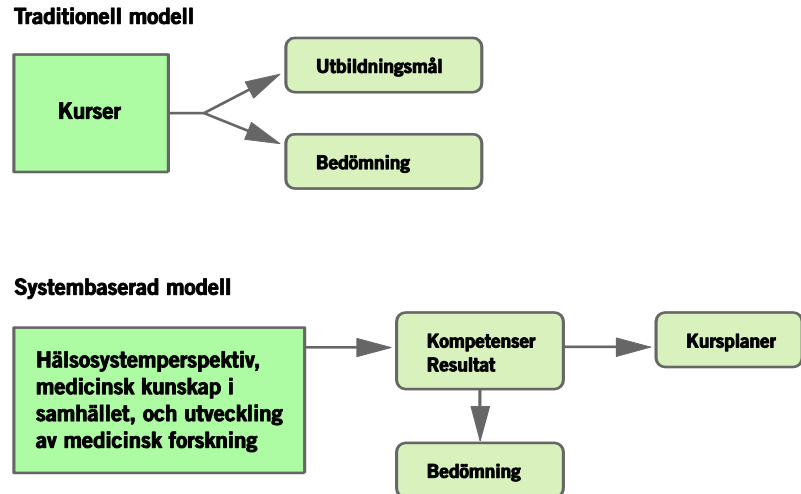 Traditionell modell
Kurser
Utbildningsmål
Bedömning
Systembaserad modell
Hälsosystemperspektiv,
medicinsk kunskap i
samhället, och utveckling
av medicinsk forskning
Kompetenser
Resultat
Kursplaner
Bedömning